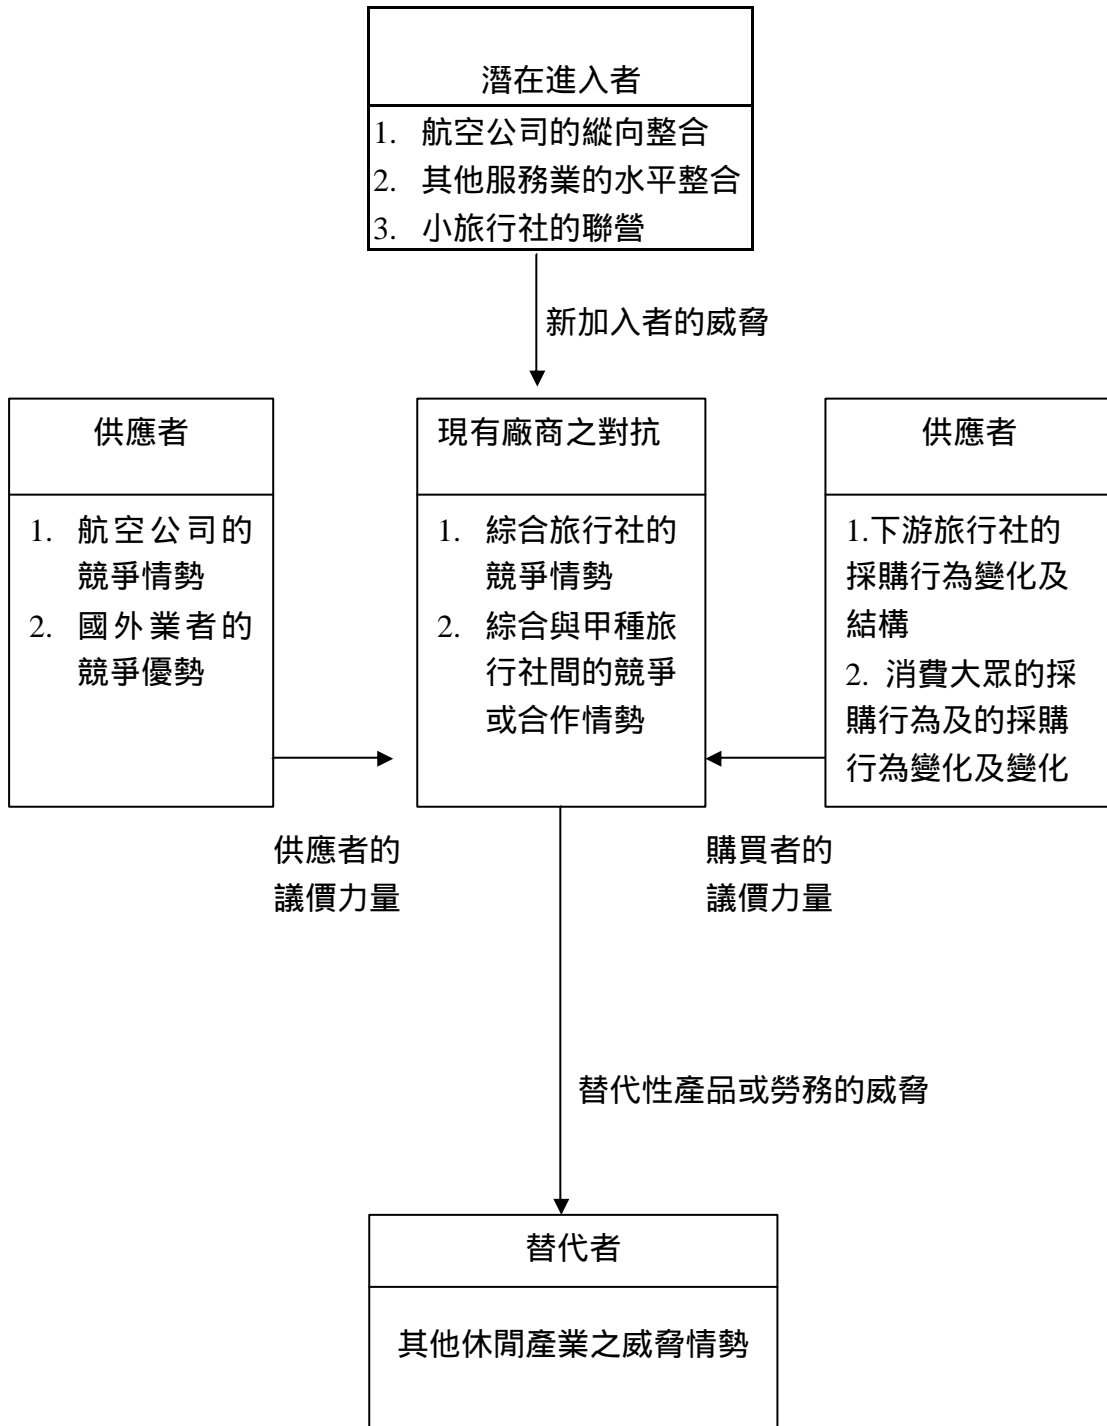 潛在進入者
1. 航空公司的縱向整合
2. 其他服務業的水平整合
3. 小旅行社的聯營
新加入者的威脅
供應者
1. 航空公司的
競爭情勢
2. 國外業者的
競爭優勢
現有廠商之對抗
1. 綜合旅行社的
競爭情勢
2. 綜合與甲種旅
行社間的競爭
或合作情勢
供應者
1.下游旅行社的
採購行為變化及
結構
2. 消費大眾的採
購行為及的採購
行為變化及變化
供應者的
議價力量
購買者的
議價力量
替代性產品或勞務的威脅
替代者
其他休閒產業之威脅情勢